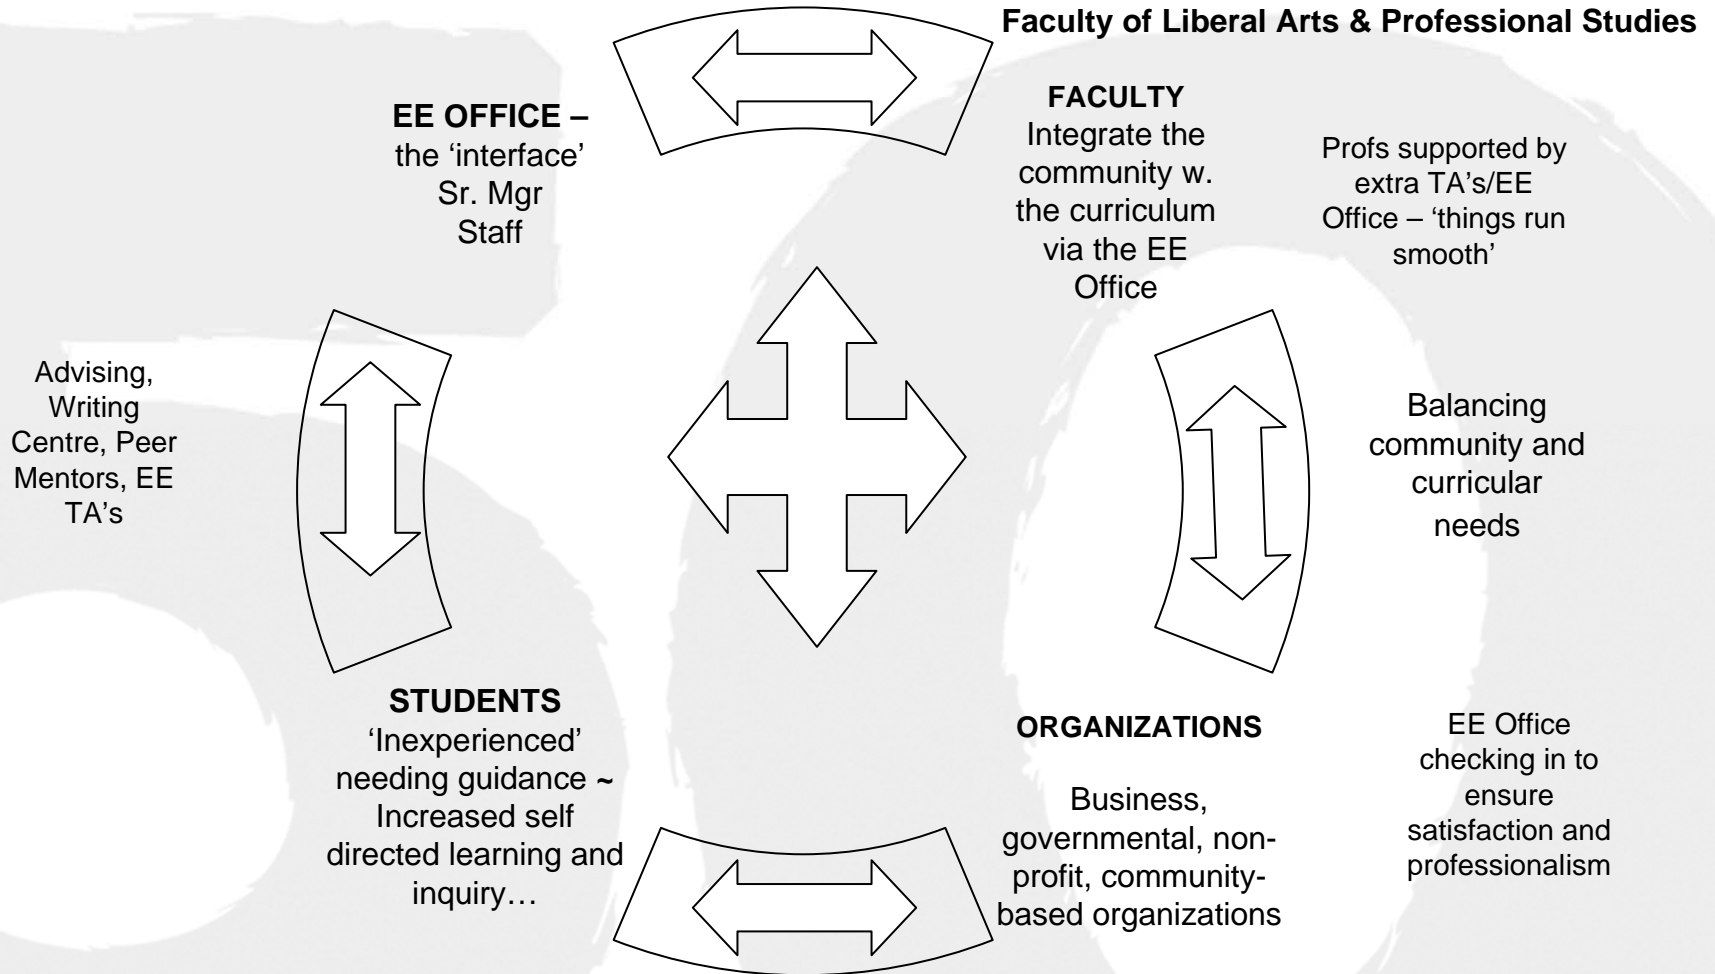 Faculty of Liberal Arts & Professional Studies
EE OFFICE –
the ‘interface’
Sr. Mgr
Staff
FACULTY
Integrate the
community w.
the curriculum
via the EE
Office
Profs supported by
extra TA’s/EE
Office – ‘things run
smooth’
Advising,
Writing
Centre, Peer
Mentors, EE
TA’s
Balancing
community and
curricular
needs
STUDENTS
‘Inexperienced’
needing guidance ~
Increased self
directed learning and
inquiry…
ORGANIZATIONS
Business,
governmental, non-
profit, community-
based organizations
EE Office
checking in to
ensure
satisfaction and
professionalism